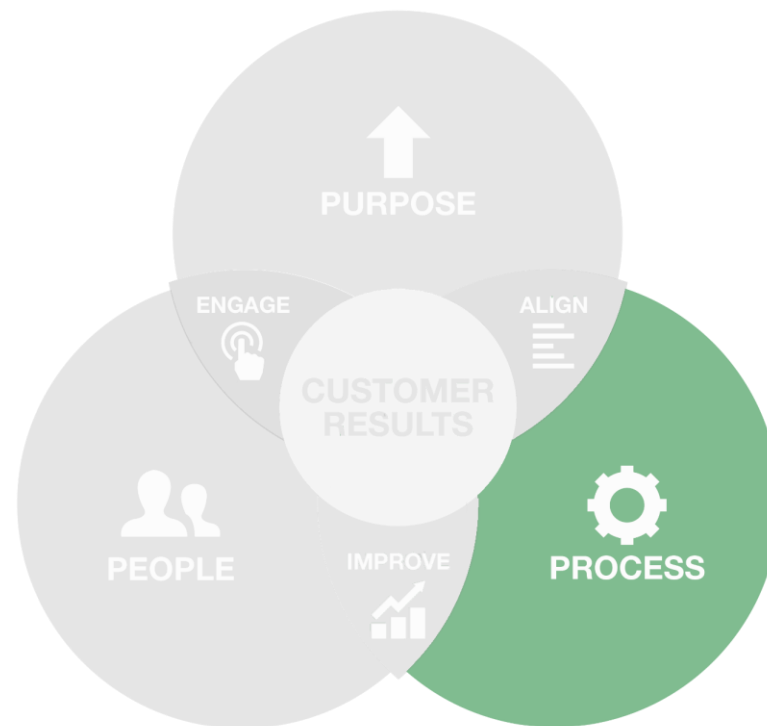 PURPOSE
ENGAGE
ALIGN
CUSTOMER
RESULTS
PEOPLE
IMPROVE
PROCESS